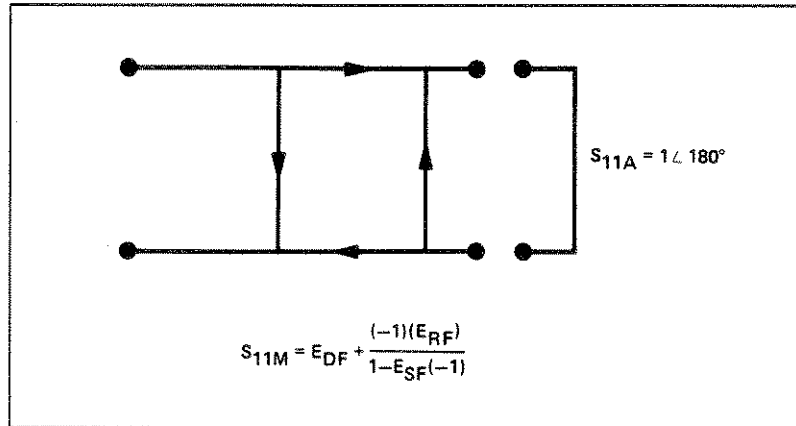 S11A = 1∠ 180°
S11M = EDF + (−1)(ERF) / 1−ESF(−1)